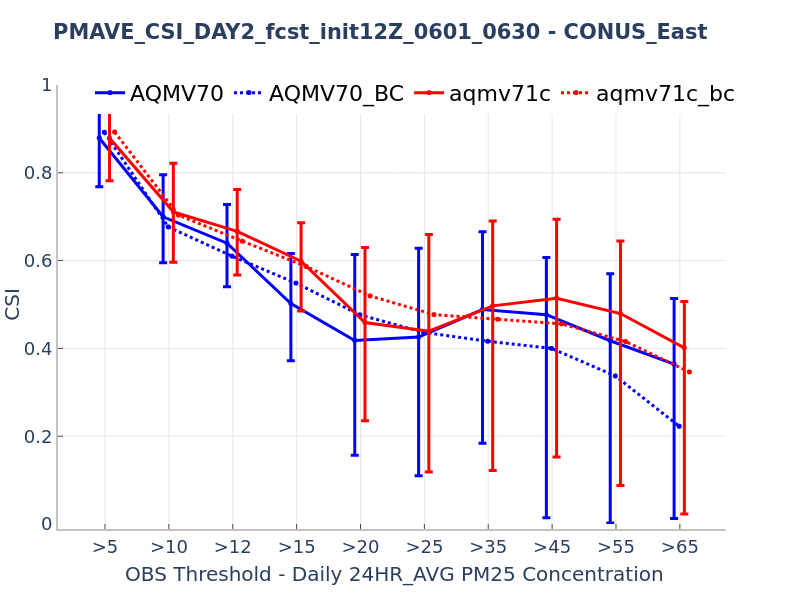 PMAVE_CSI_DAY2_fcst_init12Z_0601_0630 - CONUS_East
AQMV70 AQMV70_BC aqmv71c aqmv71c_bc
1
0.8
0.6
0.4
0.2
0
CSI
>5 >10 >12 >15 >20 >25 >35 >45 >55 >65
OBS Threshold - Daily 24HR_AVG PM25 Concentration